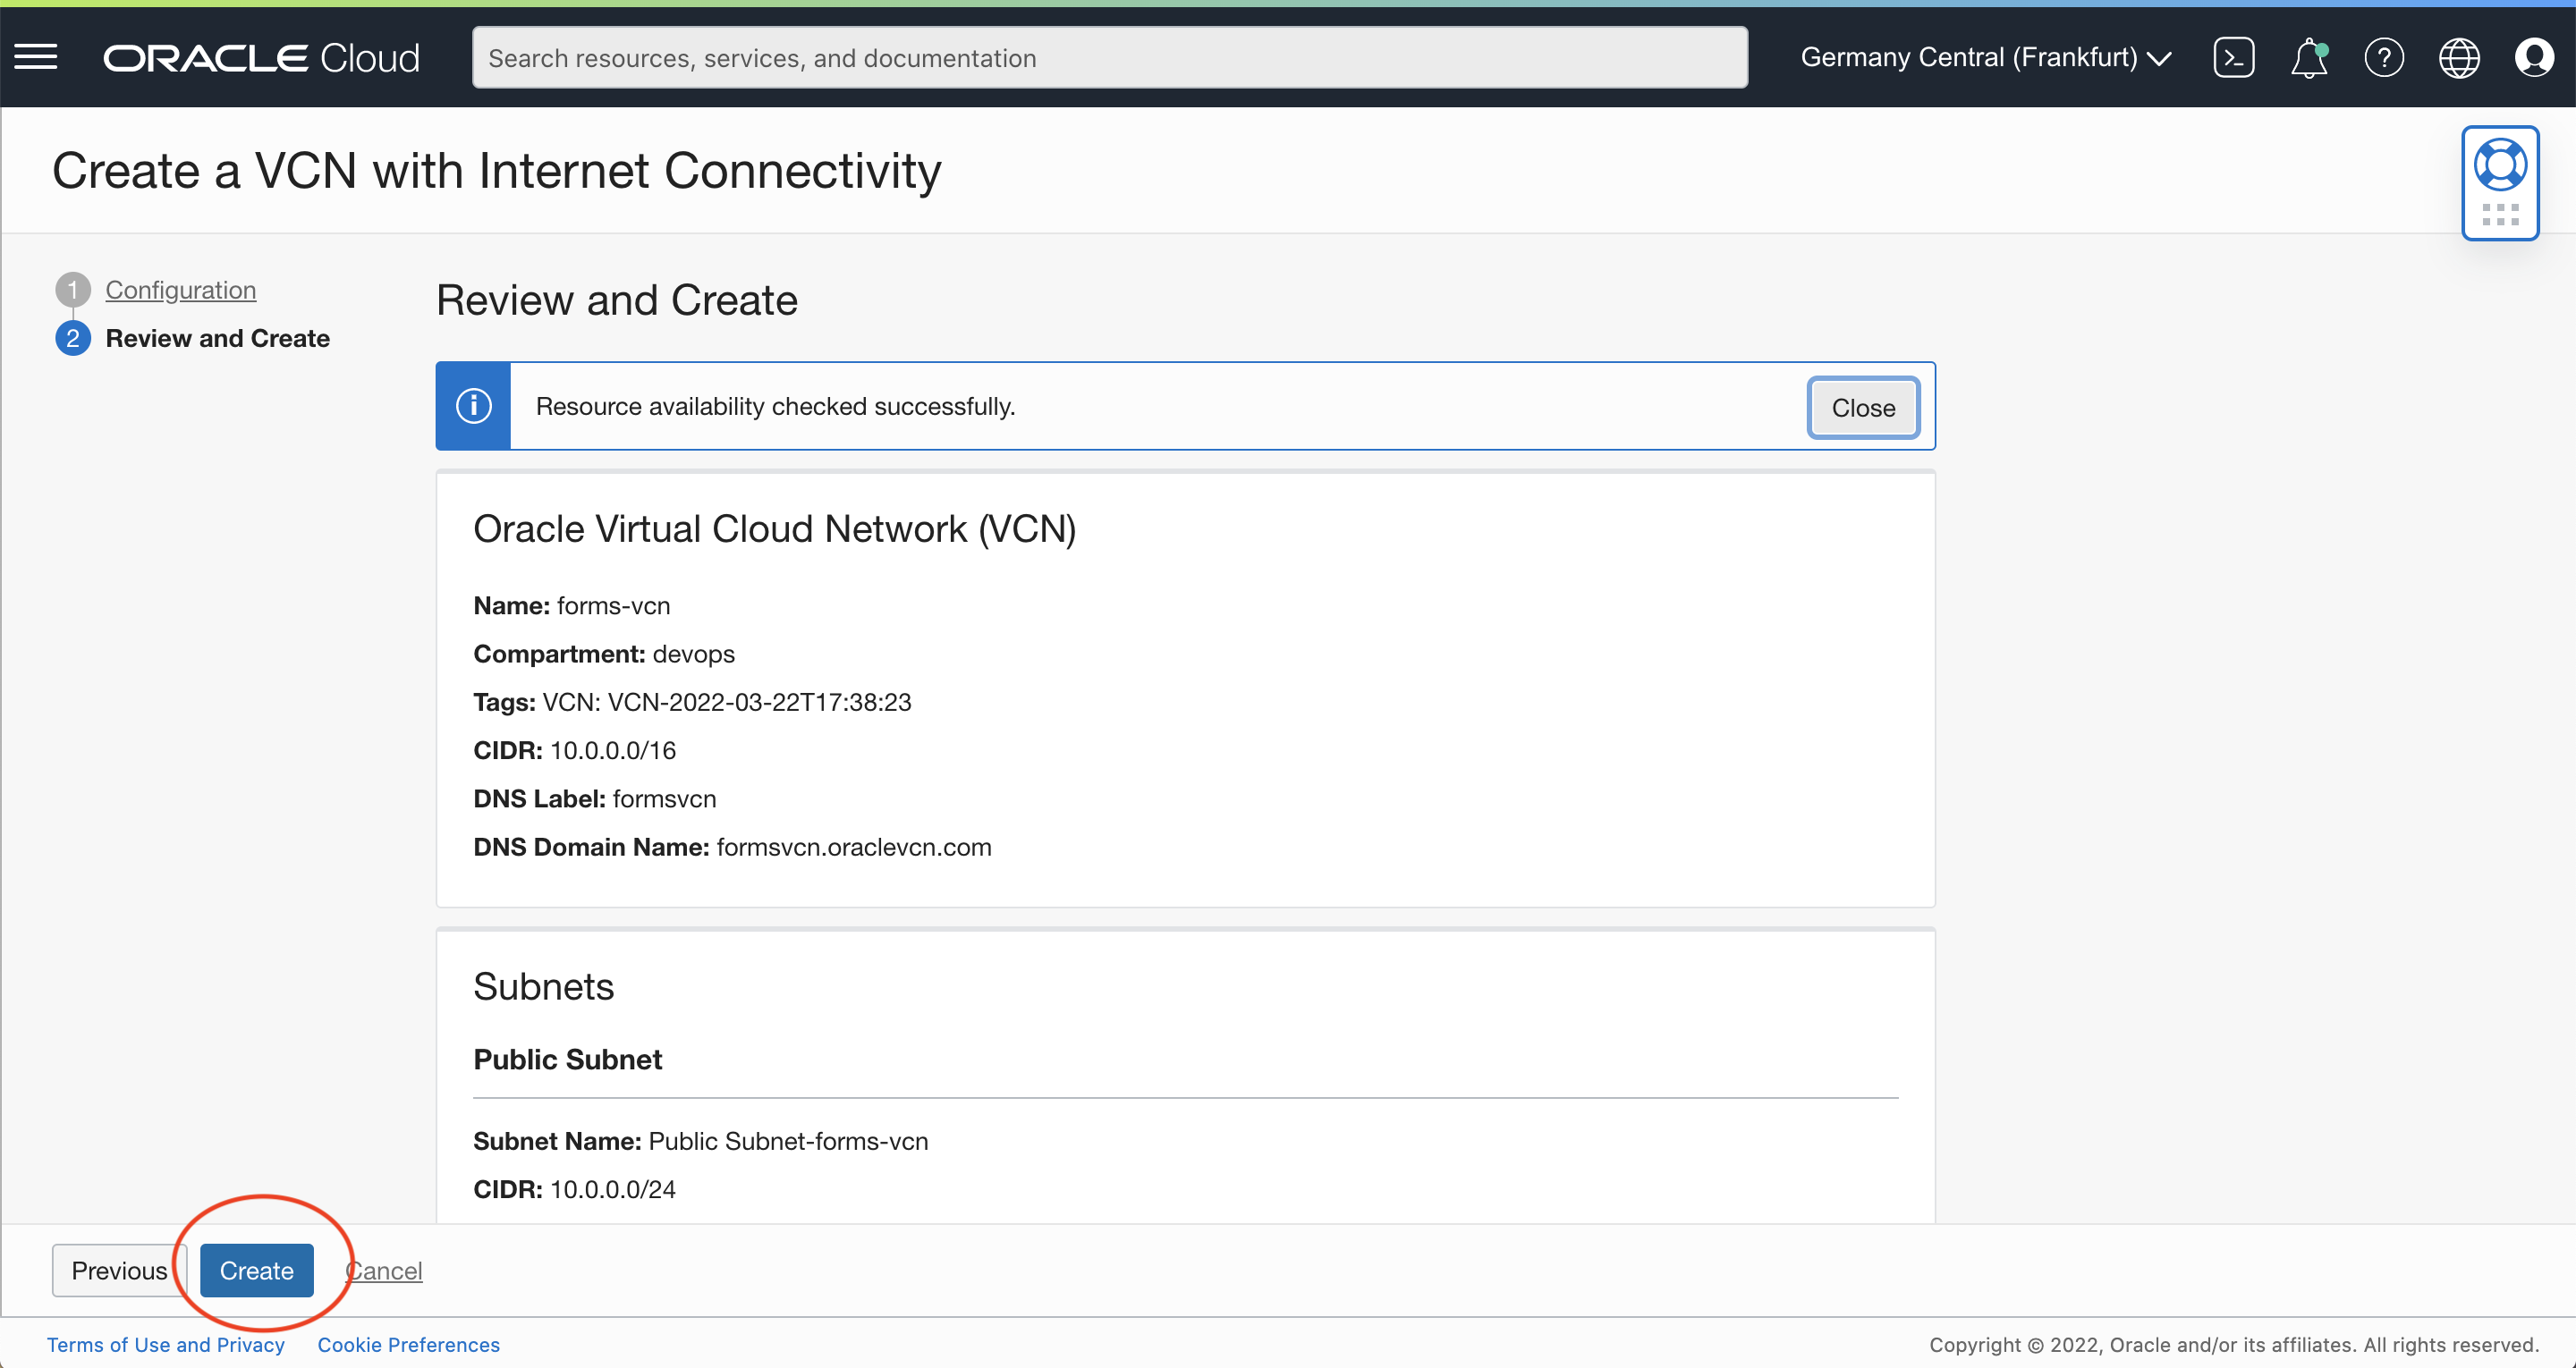 ORACLE Cloud
Search resources, services, and documentation
Germany Central (Frankfurt)
Create a VCN with Internet Connectivity
1 Configuration
2 Review and Create
Review and Create
Resource availability checked successfully.
Close
Oracle Virtual Cloud Network (VCN)
Name: forms-vcn
Compartment: devops
Tags: VCN: VCN-2022-03-22T17:38:23
CIDR: 10.0.0.0/16
DNS Label: formsvcn
DNS Domain Name: formsvcn.oraclevcn.com
Subnets
Public Subnet
Subnet Name: Public Subnet-forms-vcn
CIDR: 10.0.0.0/24
Previous Create Cancel
Terms of Use and Privacy Cookie Preferences
Copyright © 2022, Oracle and/or its affiliates. All rights reserved.